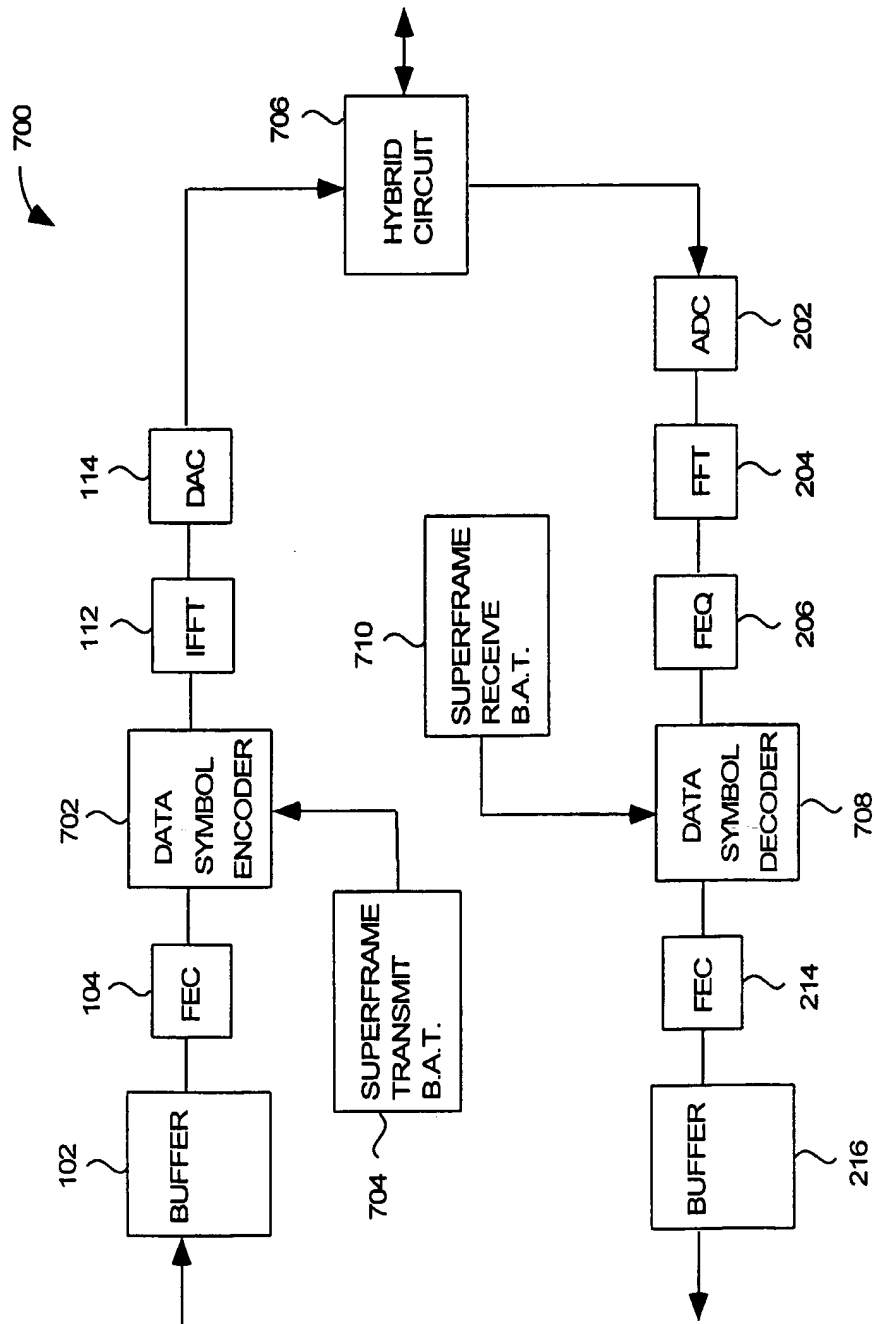 700
102
BUFFER
104
FEC
702
DATA
SYMBOL
ENCODER
112
IFFT
114
DAC
706
HYBRID
CIRCUIT
SUPERFRAME
TRANSMIT
B.A.T.
704
710
SUPERFRAME
RECEIVE
B.A.T.
BUFFER
216
FEC
214
DATA
SYMBOL
DECODER
708
FEQ
206
FFT
204
ADC
202